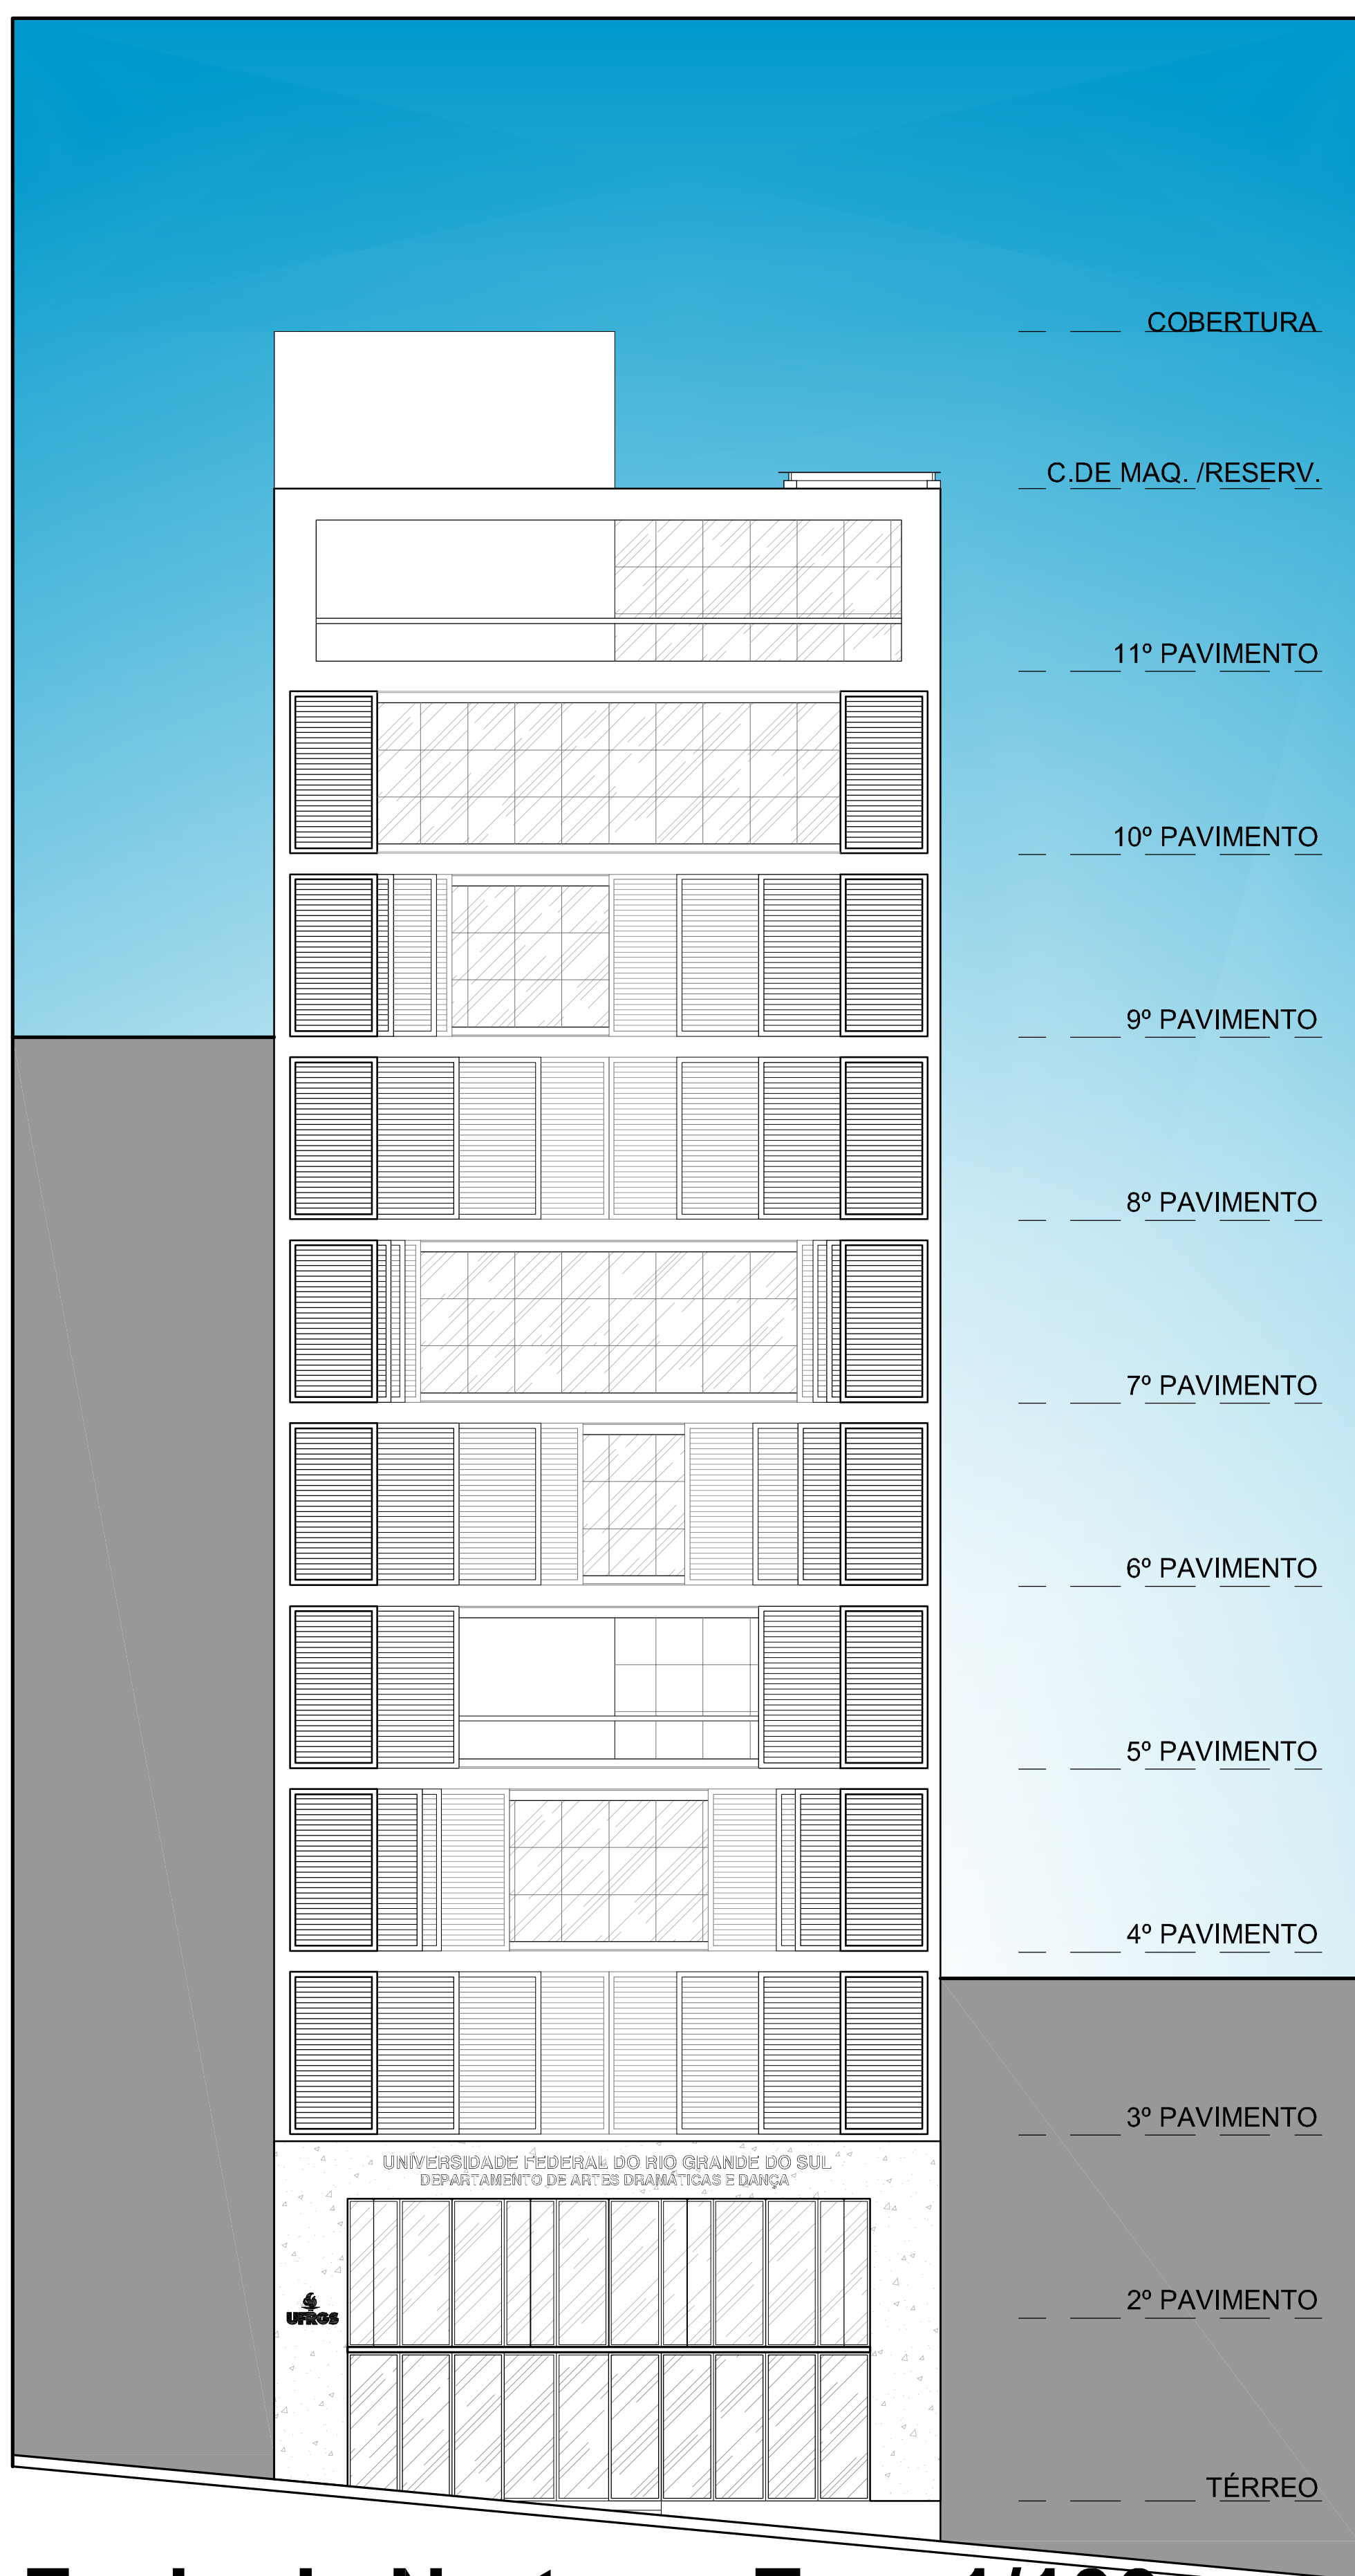 COBERTURA
C.DE MAQ. /RESERV.
11º PAVIMENTO
10º PAVIMENTO
9º PAVIMENTO
8º PAVIMENTO
7º PAVIMENTO
6º PAVIMENTO
5º PAVIMENTO
4º PAVIMENTO
3º PAVIMENTO
UNIVERSIDADE FEDERAL DO RIO GRANDE DO SUL
DEPARTAMENTO DE ARTES DRAMÁTICAS E DANÇA
2º PAVIMENTO
UFRGS
TÉRREO